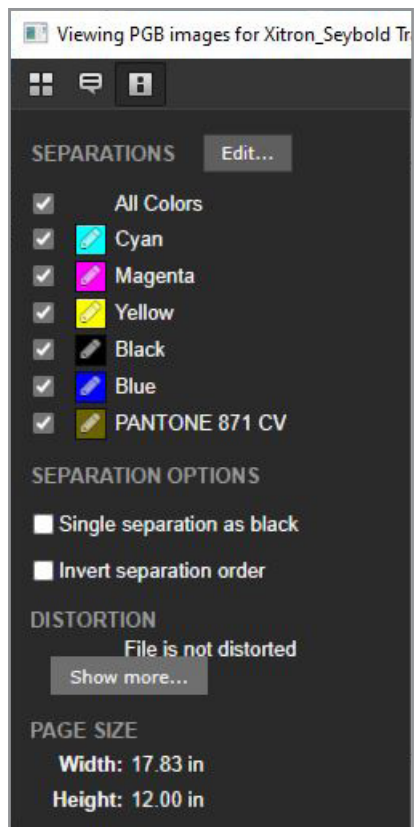 Viewing PGB images for Xitron_Seybold
SEPARATIONS Edit...
All Colors
Cyan
Magenta
Yellow
Black
Blue
PANTONE 871 CV
SEPARATION OPTIONS
Single separation as black
Invert separation order
DISTORTION
File is not distorted
Show more...
PAGE SIZE
Width: 17.83 in
Height: 12.00 in